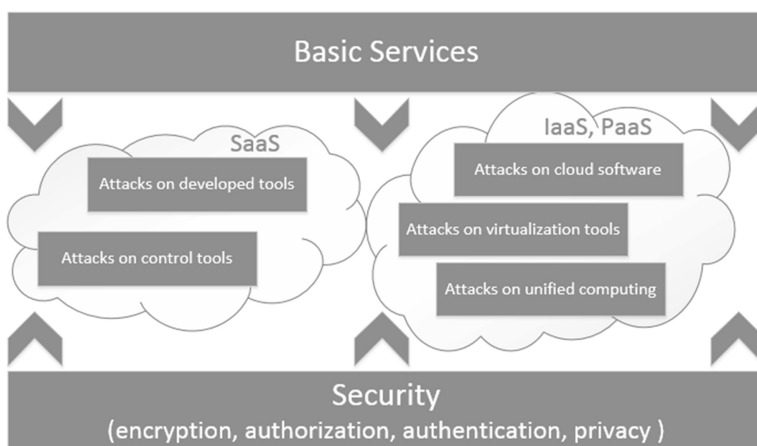 Basic Services
SaaS
Attacks on developed tools
Attacks on control tools
IaaS, PaaS
Attacks on cloud software
Attacks on virtualization tools
Attacks on unified computing
Security
(encryption, authorization, authentication, privacy )